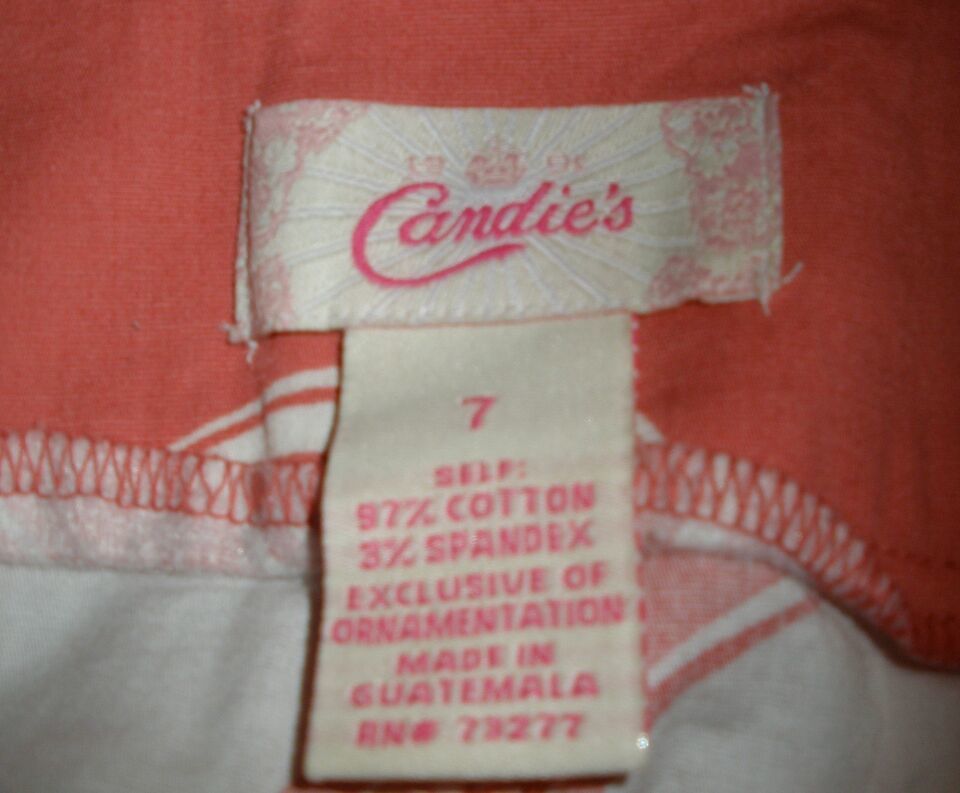 Candie's
7
SELF:
97% COTTON
3% SPANDEX
EXCLUSIVE OF
ORNAMENTATION
MADE IN
GUATEMALA
RN# 73277